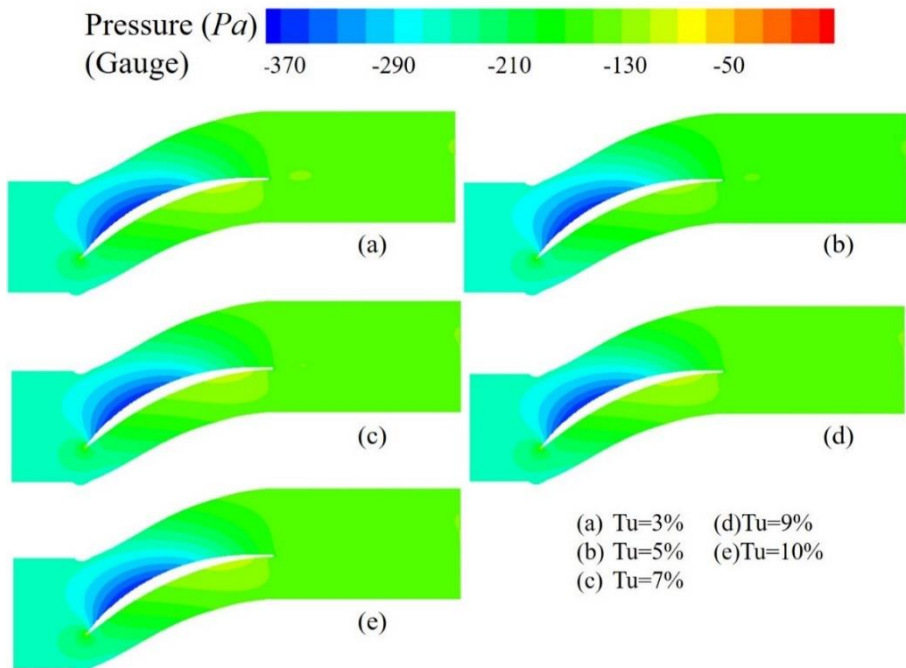 Pressure (Pa)
(Gauge)
-370 -290 -210 -130 -50
(a)
(b)
(c)
(d)
(e)
(a) Tu=3% (d)Tu=9%
(b) Tu=5% (e)Tu=10%
(c) Tu=7%